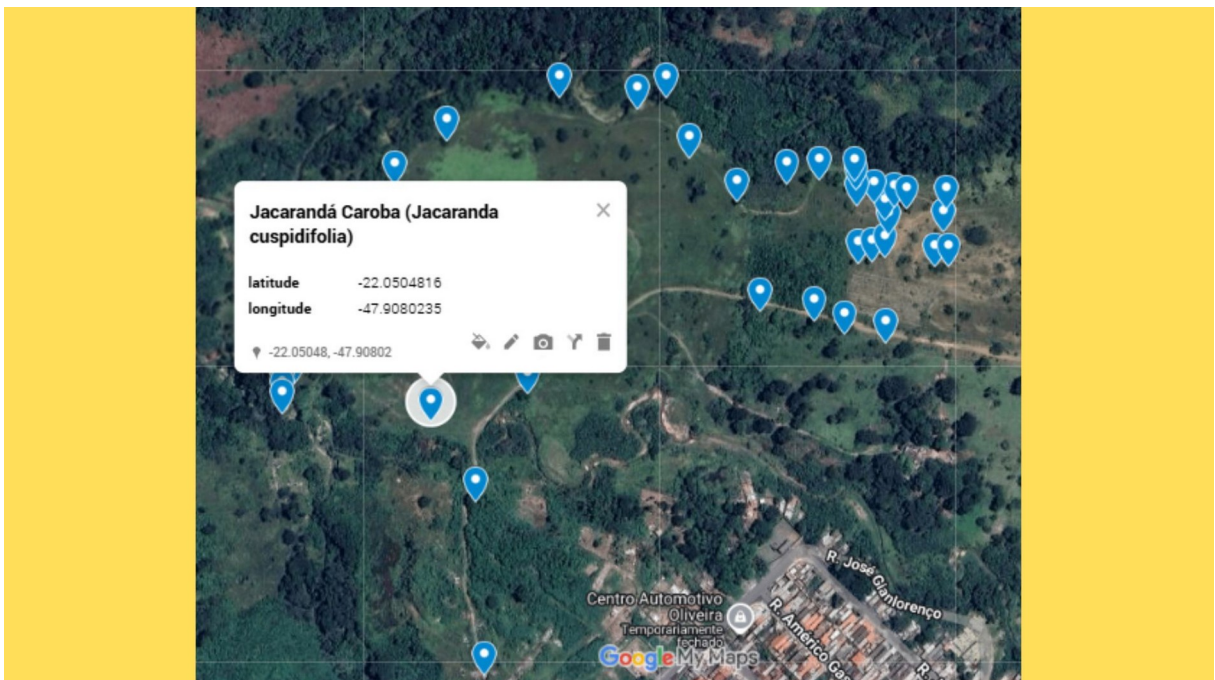 Jacarandá Caroba (Jacaranda
cuspidifolia)
latitude -22.0504816
longitude -47.9080235
-22.05048, -47.90802
R. José Gianlorenço
Centro Automotivo
Oliveira
Temporariamente
fechado
R. Américo Gas
R.
Google My Maps